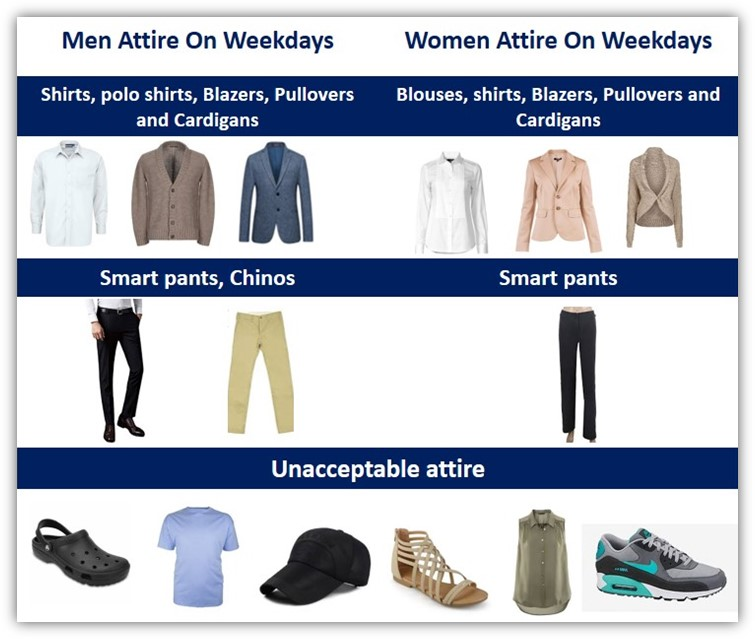 Men Attire On Weekdays
Women Attire On Weekdays
Shirts, polo shirts, Blazers, Pullovers
and Cardigans
Blouses, shirts, Blazers, Pullovers and
Cardigans
Smart pants, Chinos
Smart pants
Unacceptable attire